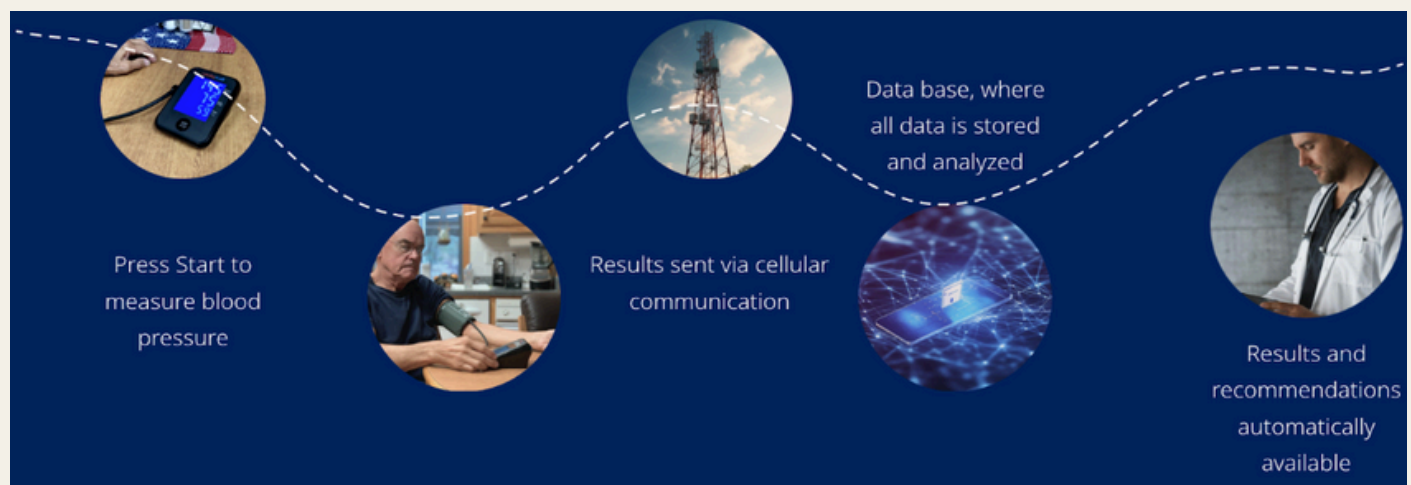 Press Start to
measure blood
pressure
Results sent via cellular
communication
Data base, where
all data is stored
and analyzed
Results and
recommendations
automatically
available